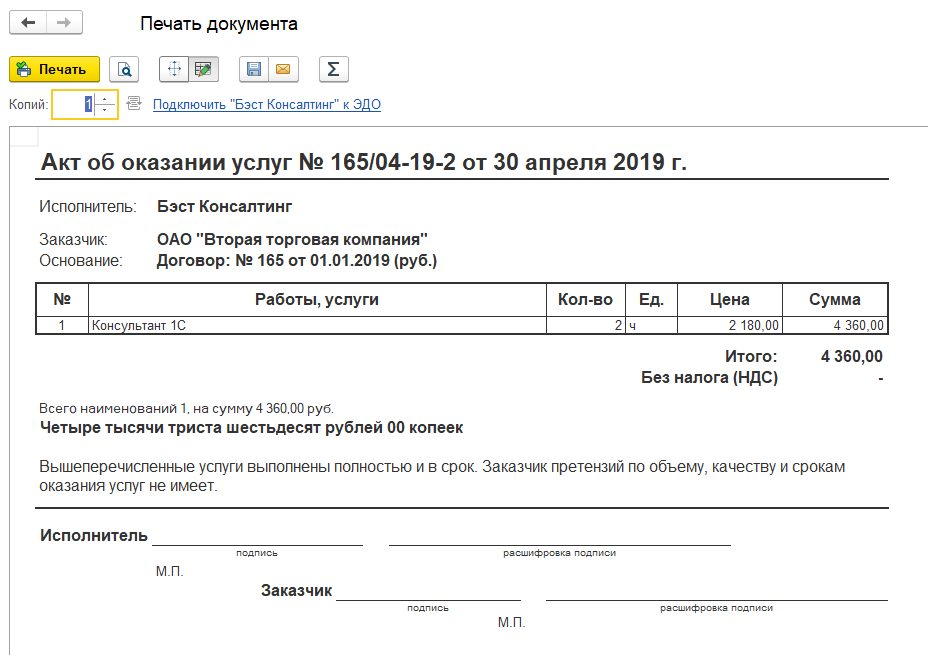 Печать документа
Печать
Σ
Копий: 1 Подключить "Бэст Консалтинг" к ЭДО
Акт об оказании услуг № 165/04-19-2 от 30 апреля 2019 г.
Исполнитель: Бэст Консалтинг
Заказчик: ОАО "Вторая торговая компания"
Основание: Договор: № 165 от 01.01.2019 (руб.)
№ Работы, услуги Кол-во Ед. Цена Сумма
1 Консультант 1С 2 ч 2 180,00 4 360,00
Итого: 4 360,00
Без налога (НДС) -
Всего наименований 1, на сумму 4 360,00 руб.
Четыре тысячи триста шестьдесят рублей 00 копеек
Вышеперечисленные услуги выполнены полностью и в срок. Заказчик претензий по объему, качеству и срокам
оказания услуг не имеет.
Исполнитель
подпись расшифровка подписи
М.П.
Заказчик
подпись расшифровка подписи
М.П.